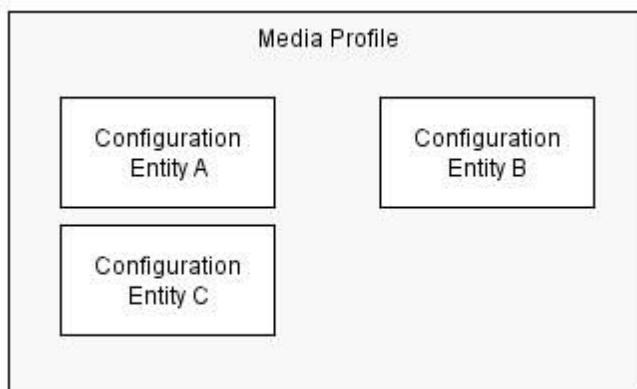 Media Profile
Configuration
Entity A
Configuration
Entity B
Configuration
Entity C